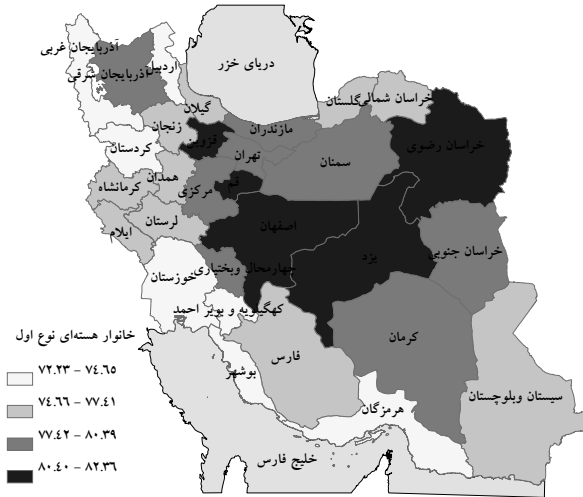 آذربایجان غربی
آذربایجان شرقی
اردبیل
دریای خزر
گیلان
گلستان
خراسان شمالی
زنجان
قزوین
مازندران
خراسان رضوی
کردستان
تهران
سمنان
همدان
قم
کرمانشاه
مرکزی
لرستان
ایلام
اصفهان
خراسان جنوبی
یزد
چهارمحال وبختیاری
خوزستان
کهگیلویه و بویر احمد
کرمان
فارس
بوشهر
سیستان وبلوچستان
هرمزگان
خلیج فارس
خانوار هسته‌ای نوع اول
۷۲.۲۳ – ۷۴.۶۵
۷۴.۶۶ – ۷۷.۴۱
۷۷.۴۲ – ۸۰.۳۹
۸۰.۴۰ – ۸۲.۳۶